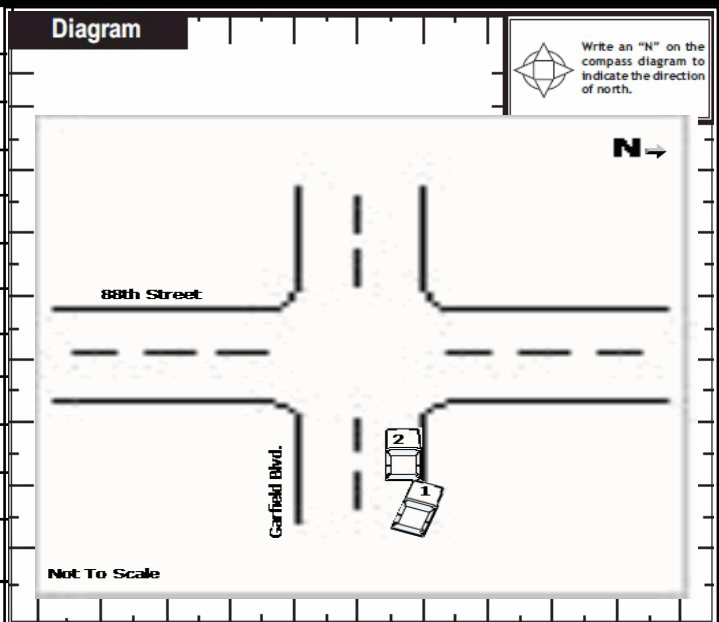 Diagram
Write an “N” on the
compass diagram to
indicate the direction
of north.
N
88th Street
2
Garfield Blvd.
1
Not To Scale